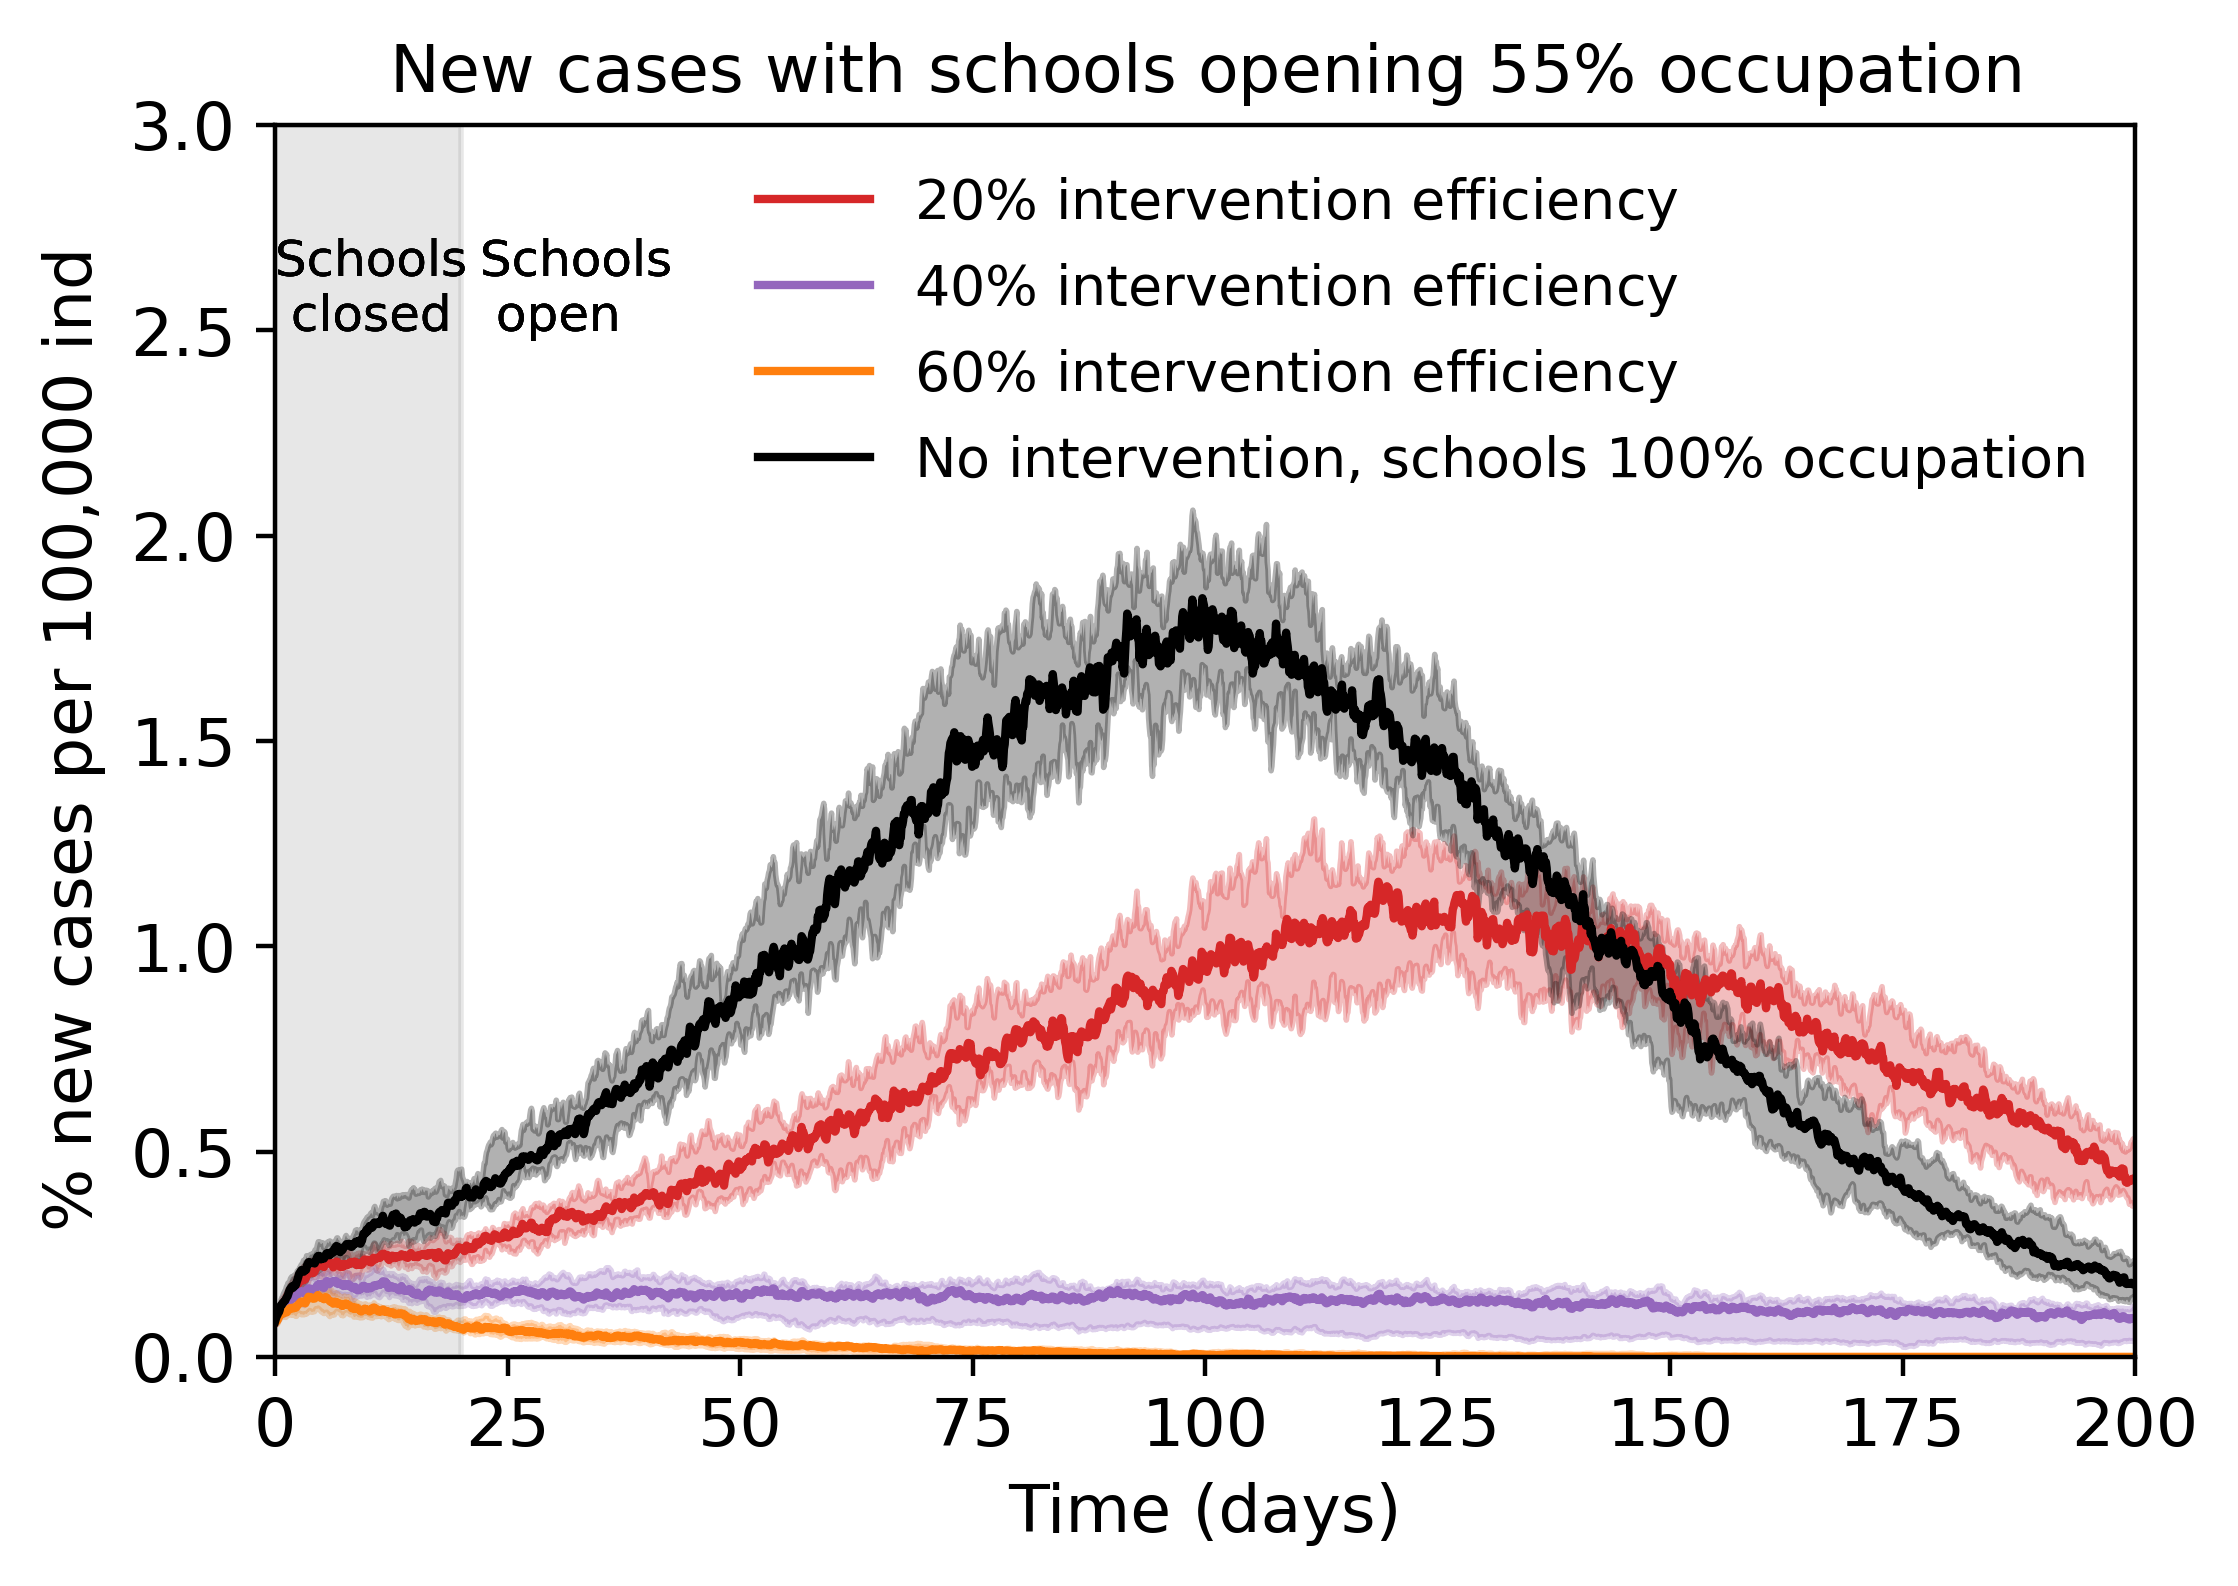 New cases with schools opening 55% occupation
% new cases per 100,000 ind
3.0
2.5
2.0
1.5
1.0
0.5
0.0
Schools
closed
Schools
open
20% intervention efficiency
40% intervention efficiency
60% intervention efficiency
No intervention, schools 100% occupation
0 25 50 75 100 125 150 175 200
Time (days)